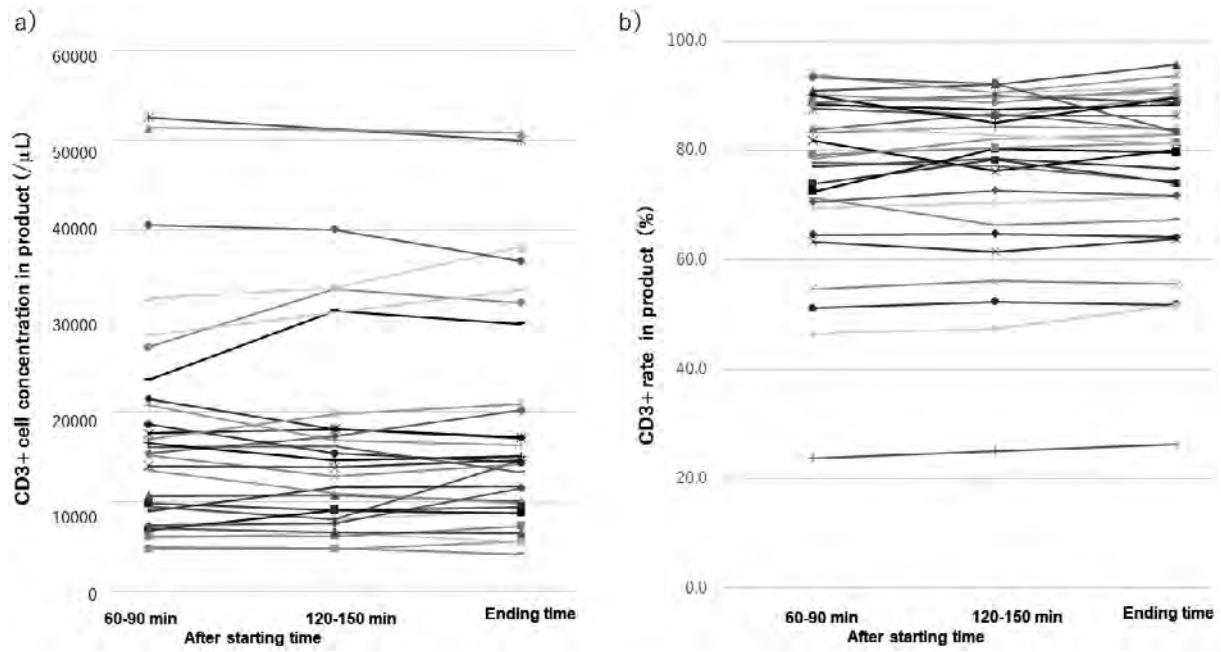 a)
CD3+ cell concentration in product (/μL)
60000
50000
40000
30000
20000
10000
0
60-90 min
120-150 min
Ending time
After starting time
b)
CD3+ rate in product (%)
100.0
80.0
60.0
40.0
20.0
0.0
60-90 min
120-150 min
Ending time
After starting time